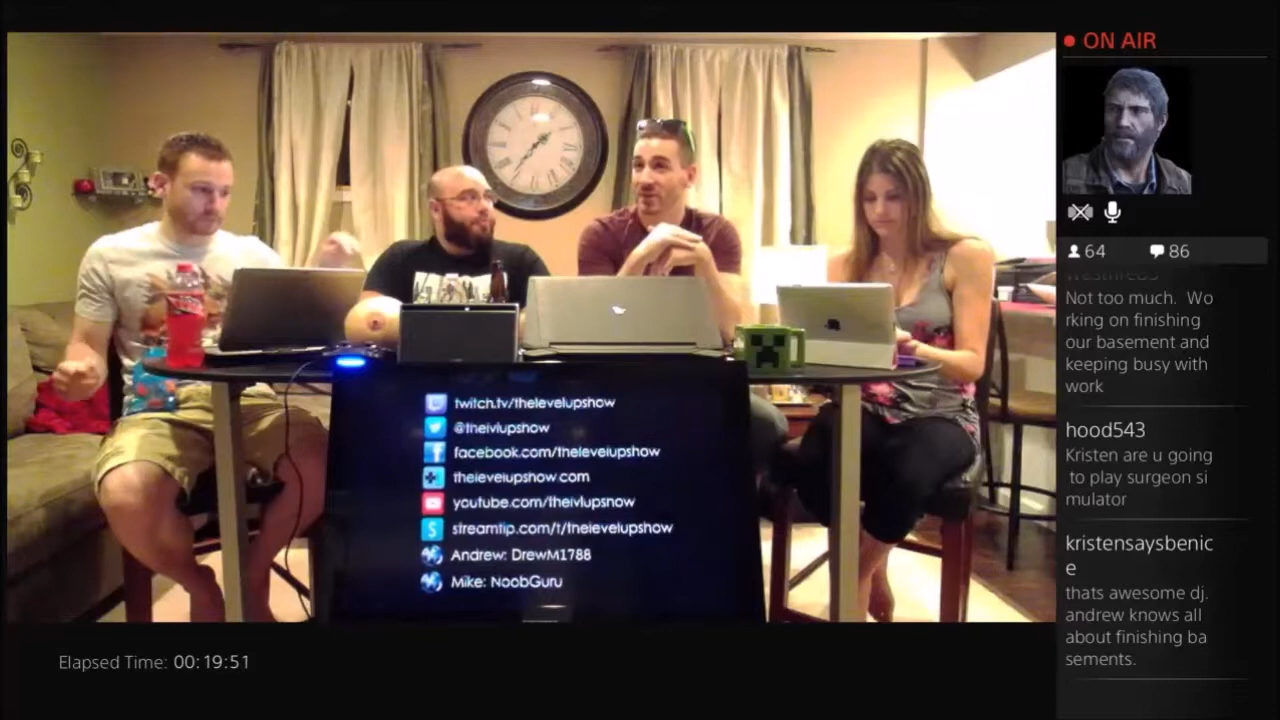 ON AIR
64 86
Not too much. Wo
rking on finishing
our basement and
keeping busy with
work
hood543
Kristen are u going
to play surgeon si
mulator
kristensaysbenic
e
thats awesome dj.
andrew knows all
about finishing ba
sements.
twitch.tv/thelevelupshow
@thelvlupshow
facebook.com/thelevelupshow
thelevelupshow.com
youtube.com/thelvlupshow
streamtip.com/t/thelevelupshow
Andrew: DrewM1788
Mike: NoobGuru
Elapsed Time: 00:19:51